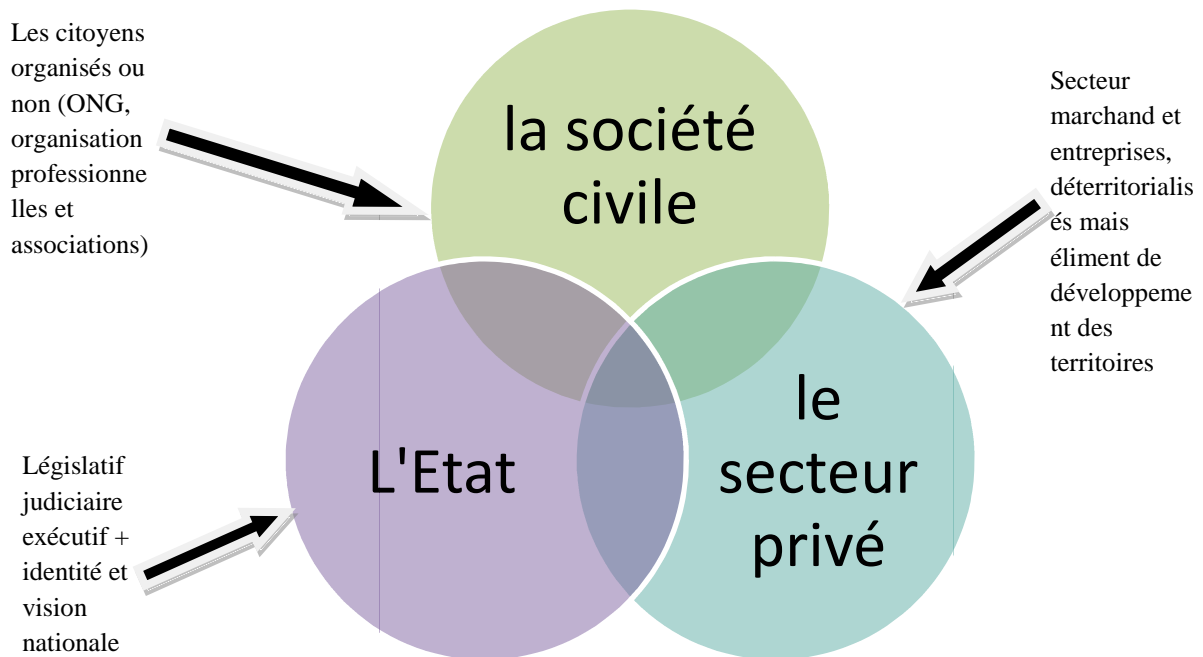 Les citoyens
organisés ou
non (ONG,
organisation
professionne
lles et
associations)
la société
civile
Secteur
marchand et
entreprises,
déterritorialis
és mais
éliment de
développeme
nt des
territoires
L'Etat
le
secteur
privé
Législatif
judiciaire
exécutif +
identité et
vision
nationale